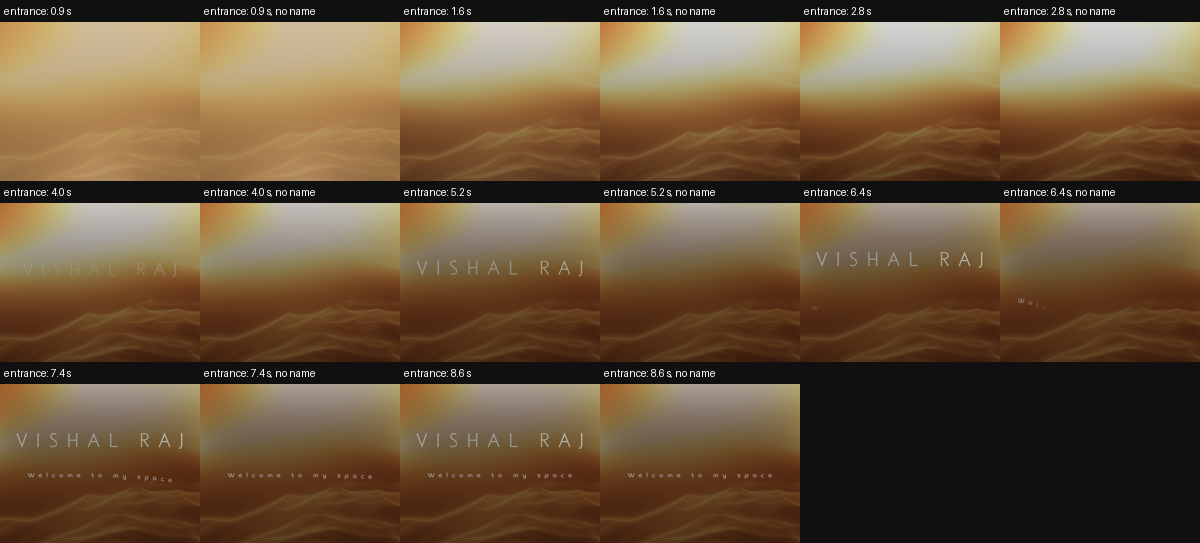 entrance: 0.9 s
entrance: 0.9 s, no name
entrance: 1.6 s
entrance: 1.6 s, no name
entrance: 2.8 s
entrance: 2.8 s, no name
entrance: 4.0 s
entrance: 4.0 s, no name
entrance: 5.2 s
entrance: 5.2 s, no name
entrance: 6.4 s
entrance: 6.4 s, no name
VISHAL RAJ
VISHAL RAJ
VISHAL RAJ
entrance: 7.4 s
entrance: 7.4 s, no name
entrance: 8.6 s
entrance: 8.6 s, no name
VISHAL RAJ
VISHAL RAJ
Welcome to my space
Welcome to my space
Welcome to my space
Welcome to my space